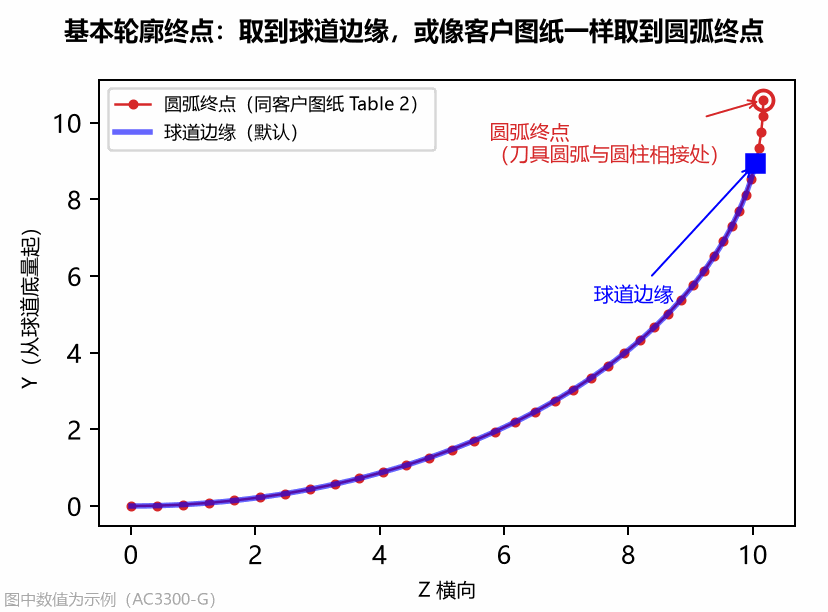 基本轮廓终点：取到球道边缘，或像客户图纸一样取到圆弧终点
圆弧终点（同客户图纸 Table 2）
球道边缘（默认）
圆弧终点
（刀具圆弧与圆柱相接处）
球道边缘
Y（从球道底量起）
10
8
6
4
2
0
0 2 4 6 8 10
Z 横向
图中数值为示例（AC3300-G）